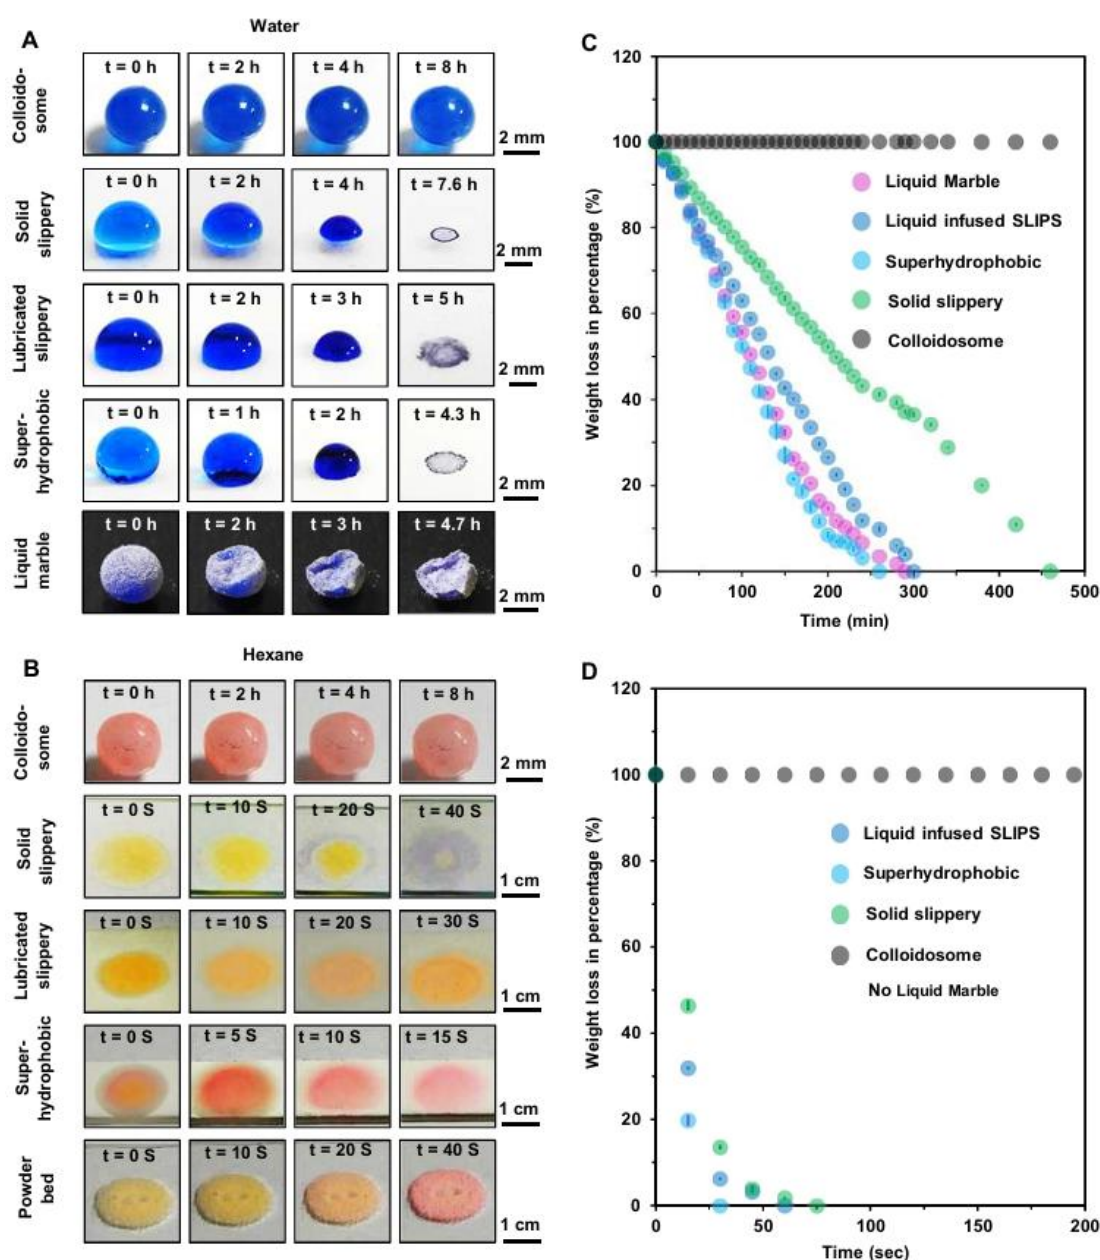 A
Water
Colloido-
some
t = 0 h
t = 2 h
t = 4 h
t = 8 h
2 mm
Solid
slippery
t = 0 h
t = 2 h
t = 4 h
t = 7.6 h
2 mm
Lubricated
slippery
t = 0 h
t = 2 h
t = 3 h
t = 5 h
2 mm
Super-
hydrophobic
t = 0 h
t = 1 h
t = 2 h
t = 4.3 h
2 mm
Liquid
marble
t = 0 h
t = 2 h
t = 3 h
t = 4.7 h
2 mm
B
Hexane
Colloido-
some
t = 0 h
t = 2 h
t = 4 h
t = 8 h
2 mm
Solid
slippery
t = 0 S
t = 10 S
t = 20 S
t = 40 S
1 cm
Lubricated
slippery
t = 0 S
t = 10 S
t = 20 S
t = 30 S
1 cm
Super-
hydrophobic
t = 0 S
t = 5 S
t = 10 S
t = 15 S
1 cm
Powder
bed
t = 0 S
t = 10 S
t = 20 S
t = 40 S
1 cm
C
Weight loss in percentage (%)
120
100
80
60
40
20
0
Liquid Marble
Liquid infused SLIPS
Superhydrophobic
Solid slippery
Colloidosome
0
100
200
300
400
500
Time (min)
D
Weight loss in percentage (%)
120
100
80
60
40
20
0
Liquid infused SLIPS
Superhydrophobic
Solid slippery
Colloidosome
No Liquid Marble
0
50
100
150
200
Time (sec)